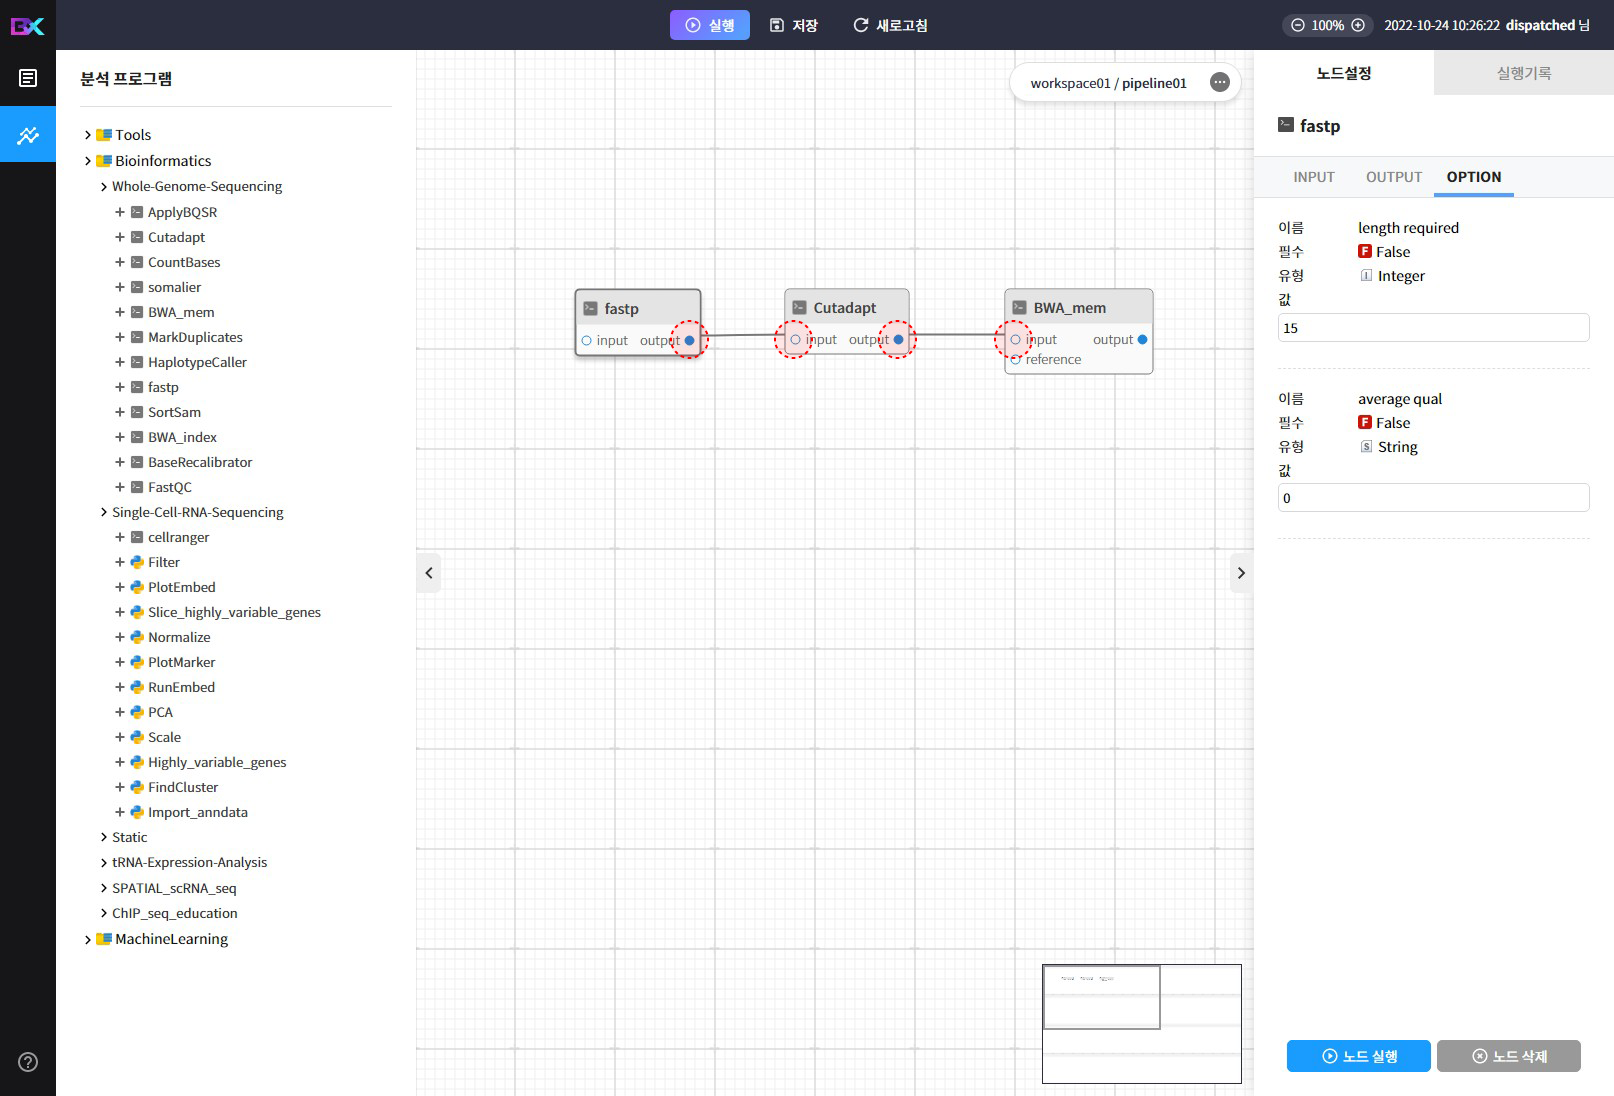 BX
실행
저장
새로고침
100%
2022-10-24 10:26:22 dispatched 님
분석 프로그램
Tools
Bioinformatics
Whole-Genome-Sequencing
ApplyBQSR
Cutadapt
CountBases
somalier
BWA_mem
MarkDuplicates
HaplotypeCaller
fastp
SortSam
BWA_index
BaseRecalibrator
FastQC
Single-Cell-RNA-Sequencing
cellranger
Filter
PlotEmbed
Slice_highly_variable_genes
Normalize
PlotMarker
RunEmbed
PCA
Scale
Highly_variable_genes
FindCluster
Import_anndata
Static
tRNA-Expression-Analysis
SPATIAL_scRNA_seq
ChIP_seq_education
MachineLearning
workspace01 / pipeline01
fastp
input output
Cutadapt
input output
BWA_mem
input output
reference
노드설정
실행기록
fastp
INPUT OUTPUT OPTION
이름 length required
필수 F False
유형 I Integer
값
15
이름 average qual
필수 F False
유형 S String
값
0
노드 실행
노드 삭제